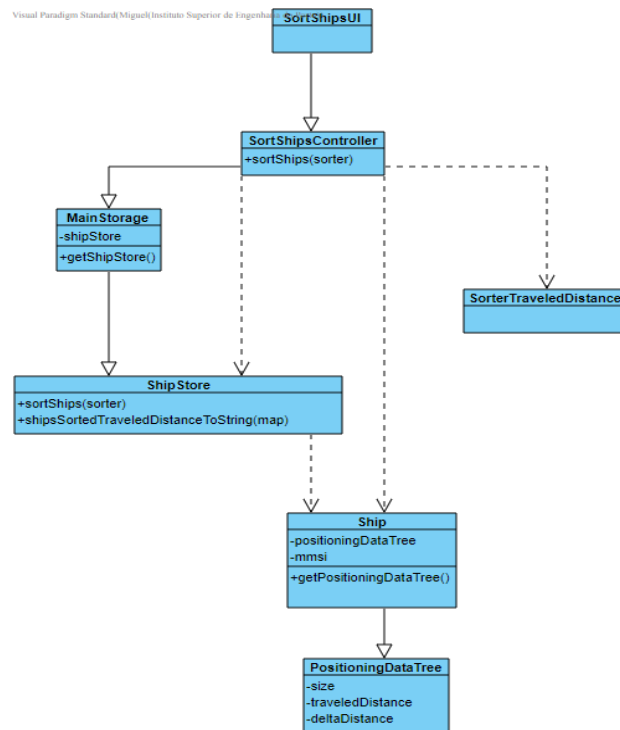 Visual Paradigm Standard(Miguel(Instituto Superior de Engenharia
SortShipsUI
SortShipsController
+sortShips(sorter)
MainStorage
-shipStore
+getShipStore()
SorterTraveledDistance
ShipStore
+sortShips(sorter)
+shipsSortedTraveledDistanceToString(map)
Ship
-positioningDataTree
-mmsi
+getPositioningDataTree()
PositioningDataTree
-size
-traveledDistance
-deltaDistance